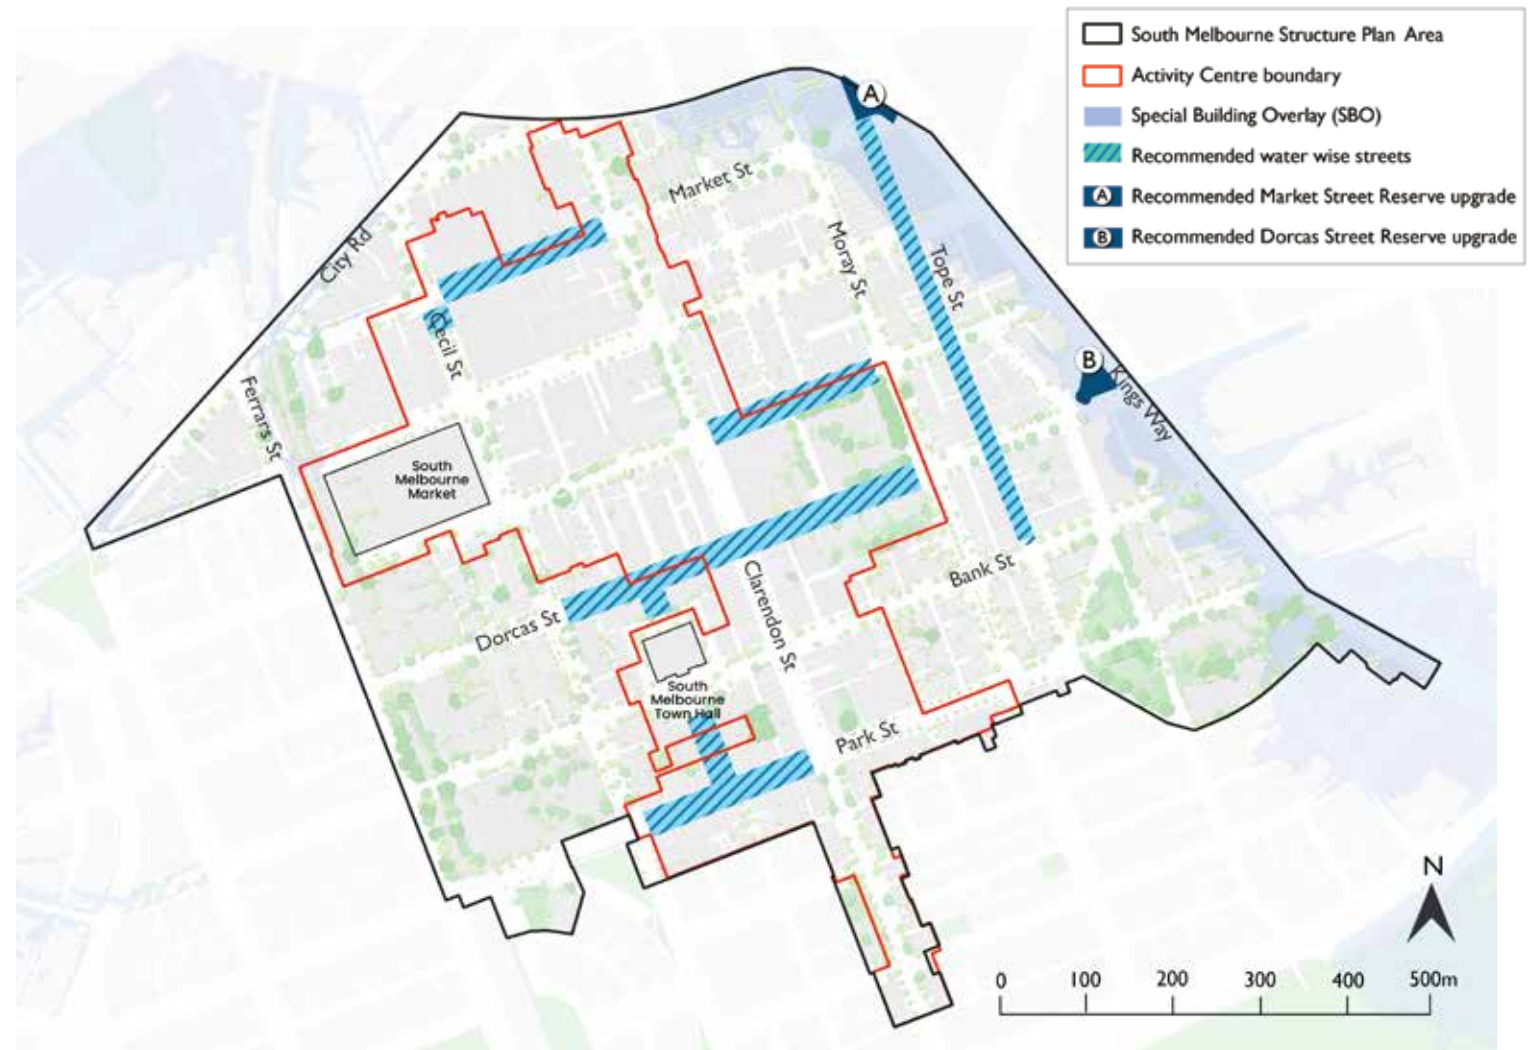 South Melbourne Structure Plan Area
Activity Centre boundary
Special Building Overlay (SBO)
Recommended water wise streets
A Recommended Market Street Reserve upgrade
B Recommended Dorcas Street Reserve upgrade
A
Market St
City Rd
Moray St
Tope St
Cecil St
B
Kings Way
Ferrars St
South
Melbourne
Market
Bank St
Clarendon St
Dorcas St
South
Melbourne
Town Hall
Park St
N
0 100 200 300 400 500m